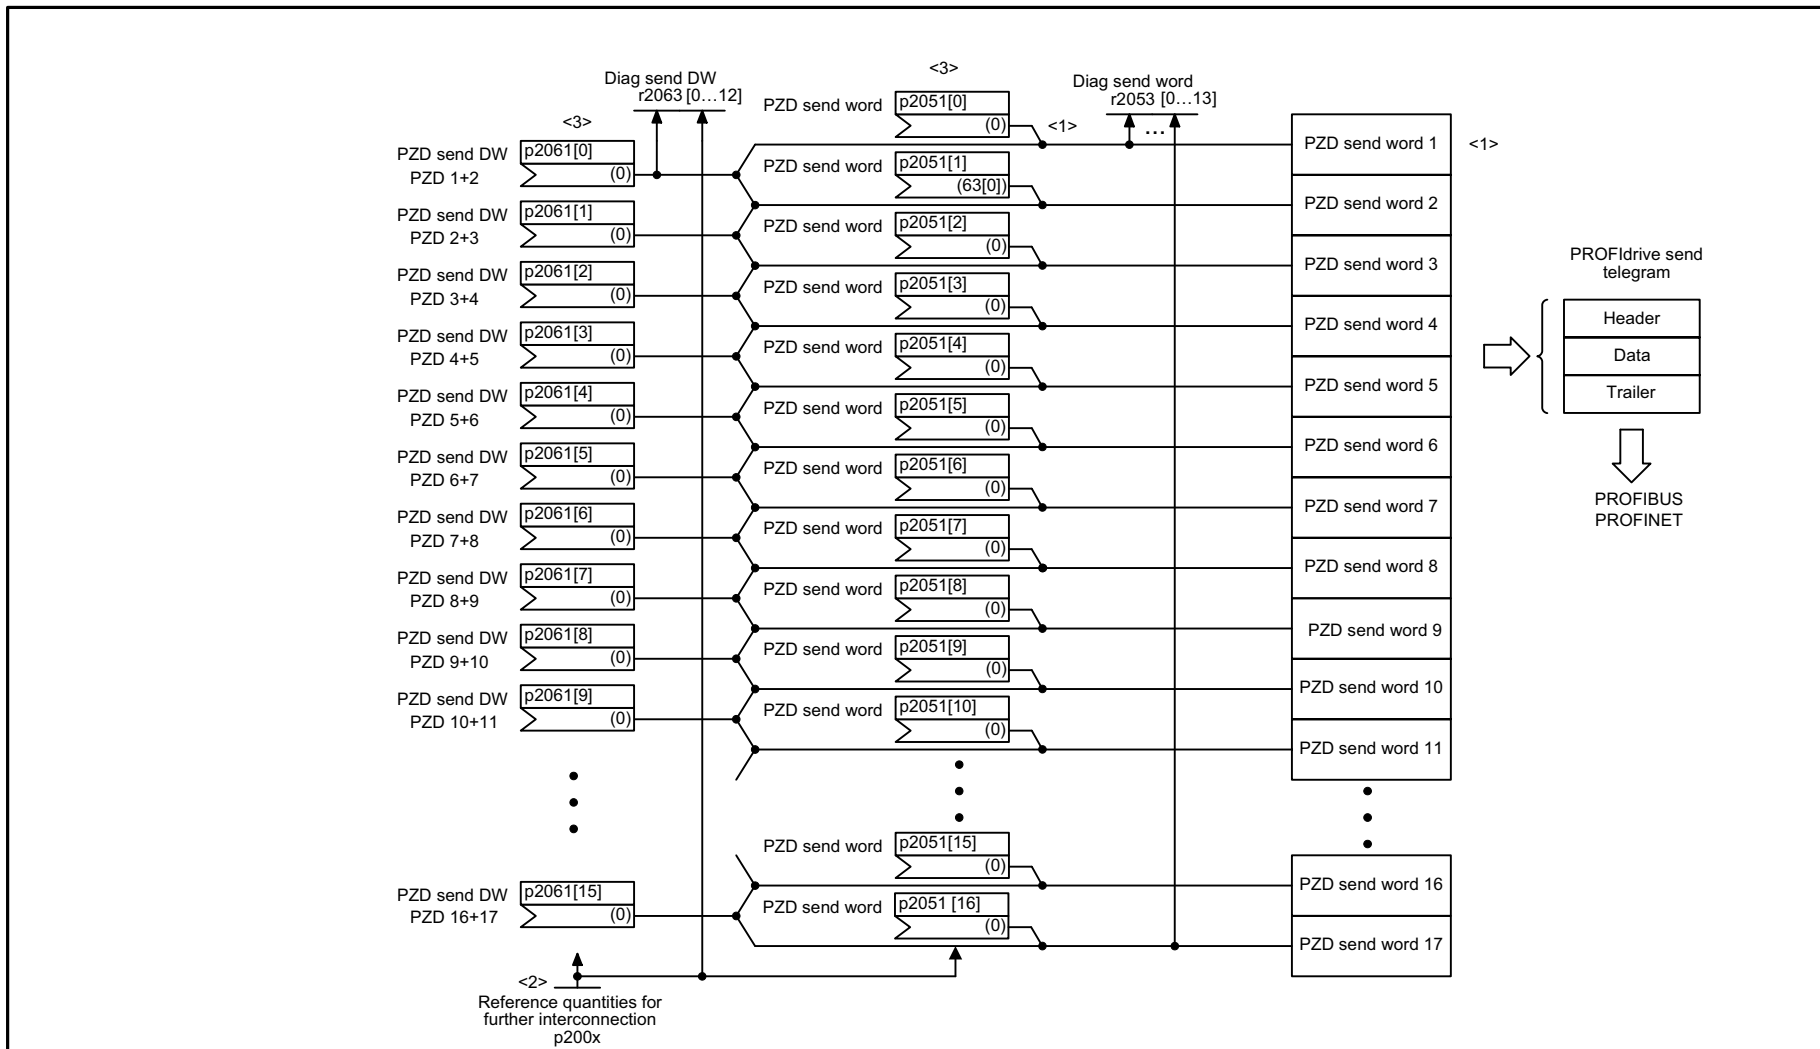 Diag send DW
r2063 [0…12]
<3>
PZD send DW
PZD 1+2
p2061[0]
(0)
PZD send DW
PZD 2+3
p2061[1]
(0)
PZD send DW
PZD 3+4
p2061[2]
(0)
PZD send DW
PZD 4+5
p2061[3]
(0)
PZD send DW
PZD 5+6
p2061[4]
(0)
PZD send DW
PZD 6+7
p2061[5]
(0)
PZD send DW
PZD 7+8
p2061[6]
(0)
PZD send DW
PZD 8+9
p2061[7]
(0)
PZD send DW
PZD 9+10
p2061[8]
(0)
PZD send DW
PZD 10+11
p2061[9]
(0)
PZD send DW
PZD 16+17
p2061[15]
(0)
<2>
Reference quantities for
further interconnection
p200x
<3>
PZD send word
p2051[0]
(0)
<1>
PZD send word
p2051[1]
(63[0])
PZD send word
p2051[2]
(0)
PZD send word
p2051[3]
(0)
PZD send word
p2051[4]
(0)
PZD send word
p2051[5]
(0)
PZD send word
p2051[6]
(0)
PZD send word
p2051[7]
(0)
PZD send word
p2051[8]
(0)
PZD send word
p2051[9]
(0)
PZD send word
p2051[10]
(0)
PZD send word
p2051[15]
(0)
PZD send word
p2051 [16]
(0)
Diag send word
r2053 [0…13]
...
PZD send word 1
<1>
PZD send word 2
PZD send word 3
PZD send word 4
PZD send word 5
PZD send word 6
PZD send word 7
PZD send word 8
PZD send word 9
PZD send word 10
PZD send word 11
PZD send word 16
PZD send word 17
PROFIdrive send
telegram
Header
Data
Trailer
PROFIBUS
PROFINET